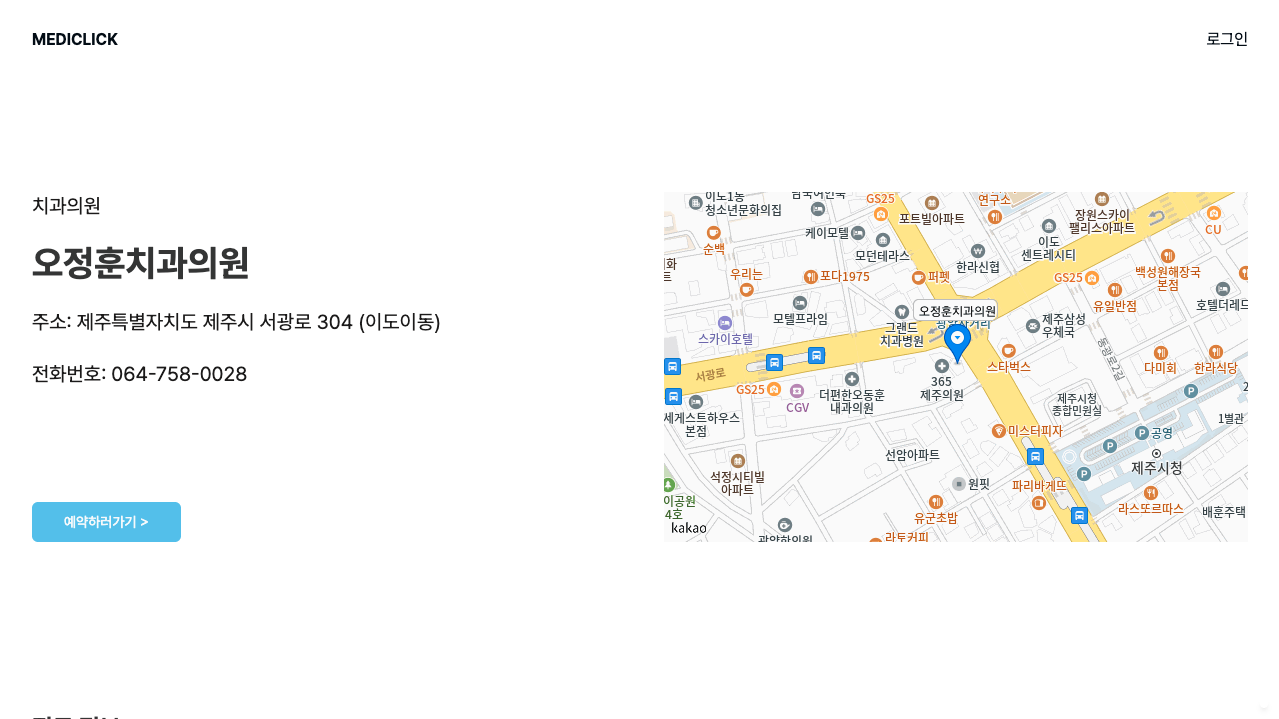 MEDICLICK
로그인
치과의원
오정훈치과의원
주소: 제주특별자치도 제주시 서광로 304 (이도이동)
전화번호: 064-758-0028
예약하러가기 >
이도1동
청소년문화의집
GS25
연구소
포트빌아파트
장원스카이
팰리스아파트
CU
순백
케이모텔
모던테라스
이도
센트레시티
한라신협
우리는
포다1975
퍼펫
GS25
백성원해장국
본점
유일반점
호텔더레드
모텔프라임
오정훈치과의원
스카이호텔
그랜드
치과병원
제주삼성
우체국
동광로2길
서광로
스타벅스
다미회
한라식당
GS25
CGV
더편한오동훈
내과의원
365
제주의원
제주시청
종합민원실
1별관
세게스트하우스
본점
미스터피자
공영
선암아파트
제주시청
석정시티빌
아파트
원핏
파리바게뜨
이공원
4호
유군초밥
라스또르따스
배훈주택
kakao
라토커피